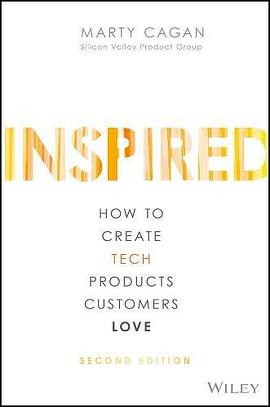 MARTY CAGAN
Silicon Valley Product Group
INSPIRED
HOW TO
CREATE
TECH
PRODUCTS
CUSTOMERS
LOVE
SECOND EDITION
WILEY